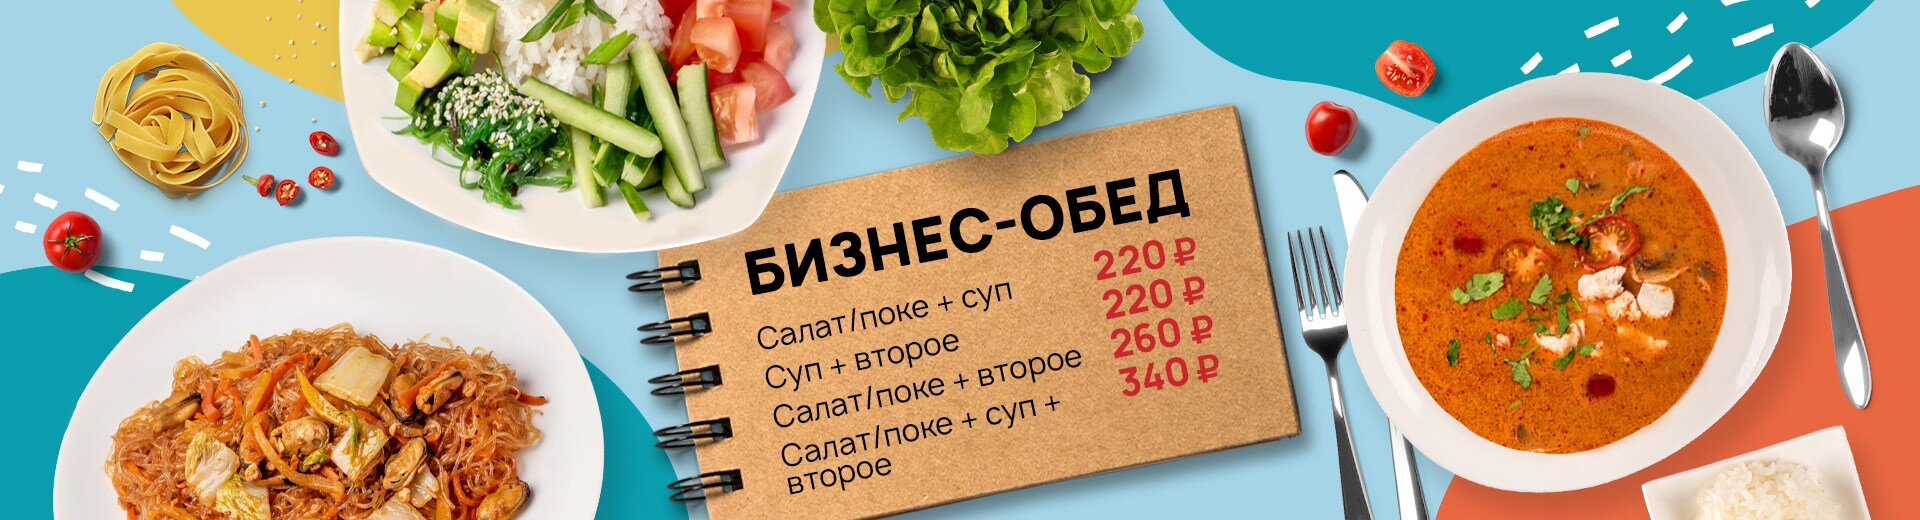 БИЗНЕС-ОБЕД
Салат/поке + суп 220 ₽
Суп + второе 220 ₽
Салат/поке + второе 260 ₽
Салат/поке + суп + 340 ₽
второе